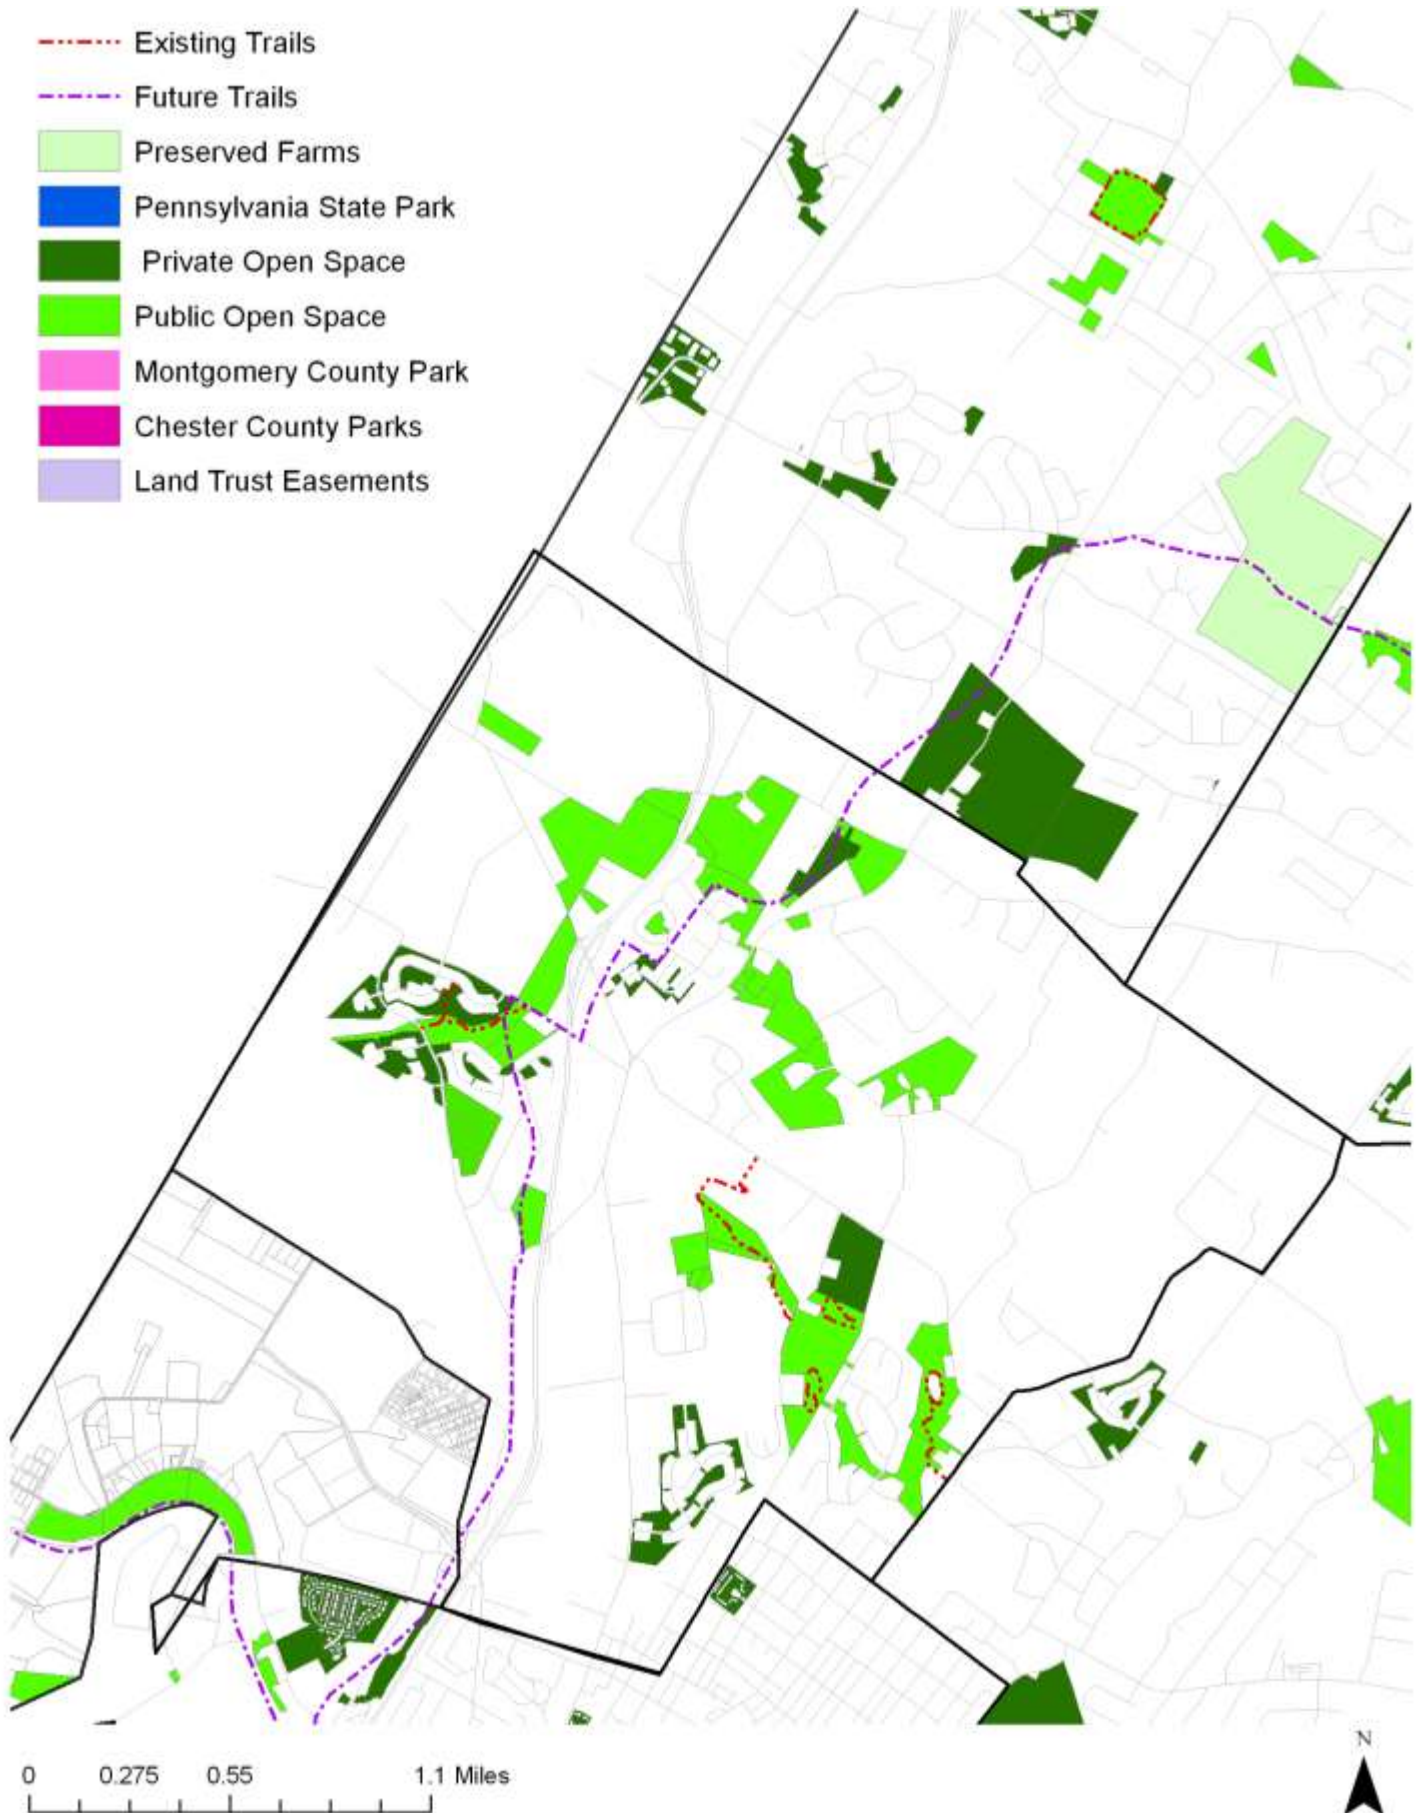 Existing Trails
Future Trails
Preserved Farms
Pennsylvania State Park
Private Open Space
Public Open Space
Montgomery County Park
Chester County Parks
Land Trust Easements
N
0 0.275 0.55 1.1 Miles